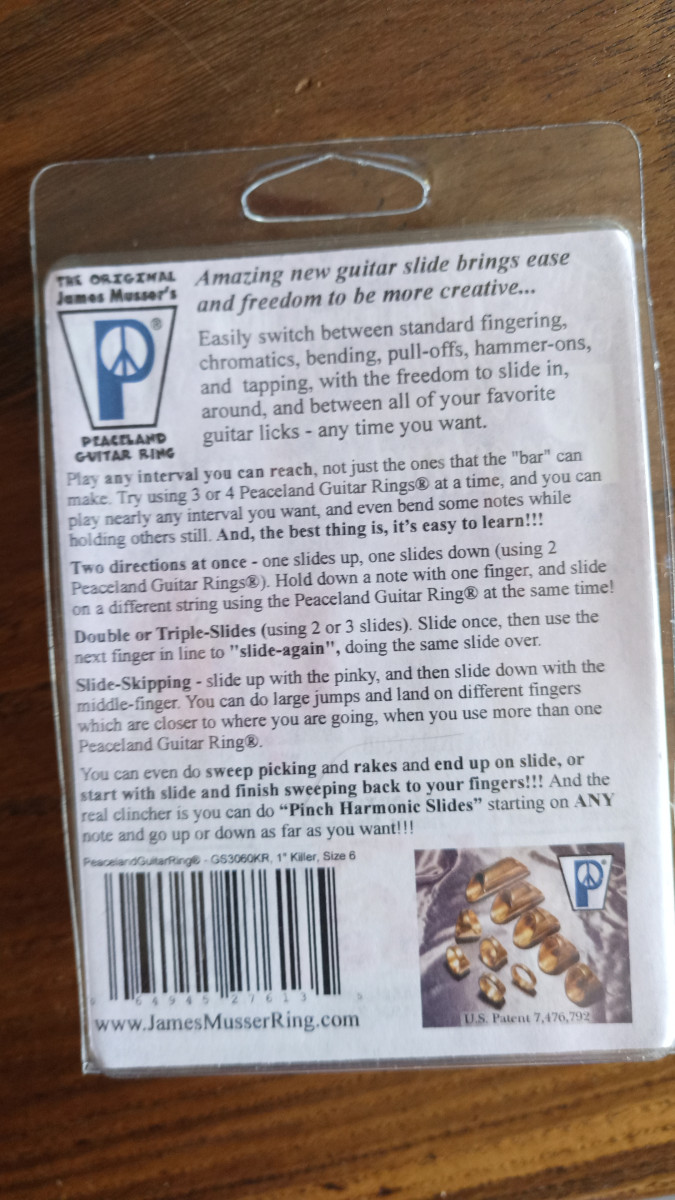 THE ORIGINAL
James Musser's
P®
PEACELAND
GUITAR RING
Amazing new guitar slide brings ease
and freedom to be more creative...
Easily switch between standard fingering,
chromatics, bending, pull-offs, hammer-ons,
and tapping, with the freedom to slide in,
around, and between all of your favorite
guitar licks - any time you want.
Play any interval you can reach, not just the ones that the "bar" can
make. Try using 3 or 4 Peaceland Guitar Rings® at a time, and you can
play nearly any interval you want, and even bend some notes while
holding others still. And, the best thing is, it's easy to learn!!!
Two directions at once - one slides up, one slides down (using 2
Peaceland Guitar Rings®). Hold down a note with one finger, and slide
on a different string using the Peaceland Guitar Ring® at the same time!
Double or Triple-Slides (using 2 or 3 slides). Slide once, then use the
next finger in line to "slide-again", doing the same slide over.
Slide-Skipping - slide up with the pinky, and then slide down with the
middle-finger. You can do large jumps and land on different fingers
which are closer to where you are going, when you use more than one
Peaceland Guitar Ring®.
You can even do sweep picking and rakes and end up on slide, or
start with slide and finish sweeping back to your fingers!!! And the
real clincher is you can do “Pinch Harmonic Slides” starting on ANY
note and go up or down as far as you want!!!
PeacelandGuitarRing® - GS3060KR, 1" Killer, Size 6
64945 27613
www.JamesMusserRing.com
P
U.S. Patent 7,476,792